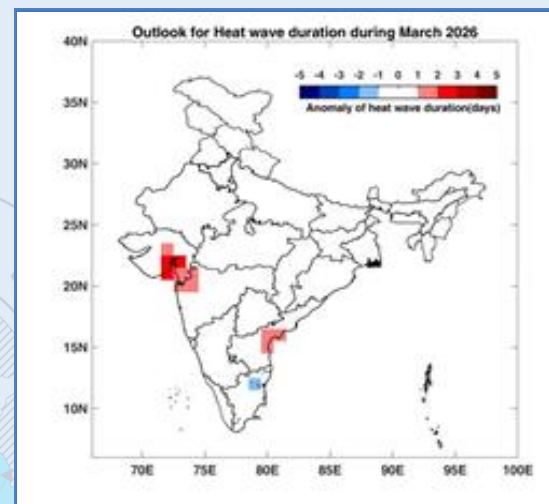 Outlook for Heat wave duration during March 2026
40N
-5 -4 -3 -2 -1 0 1 2 3 4 5
Anomaly of heat wave duration(days)
35N
30N
25N
20N
15N
10N
70E 75E 80E 85E 90E 95E 100E